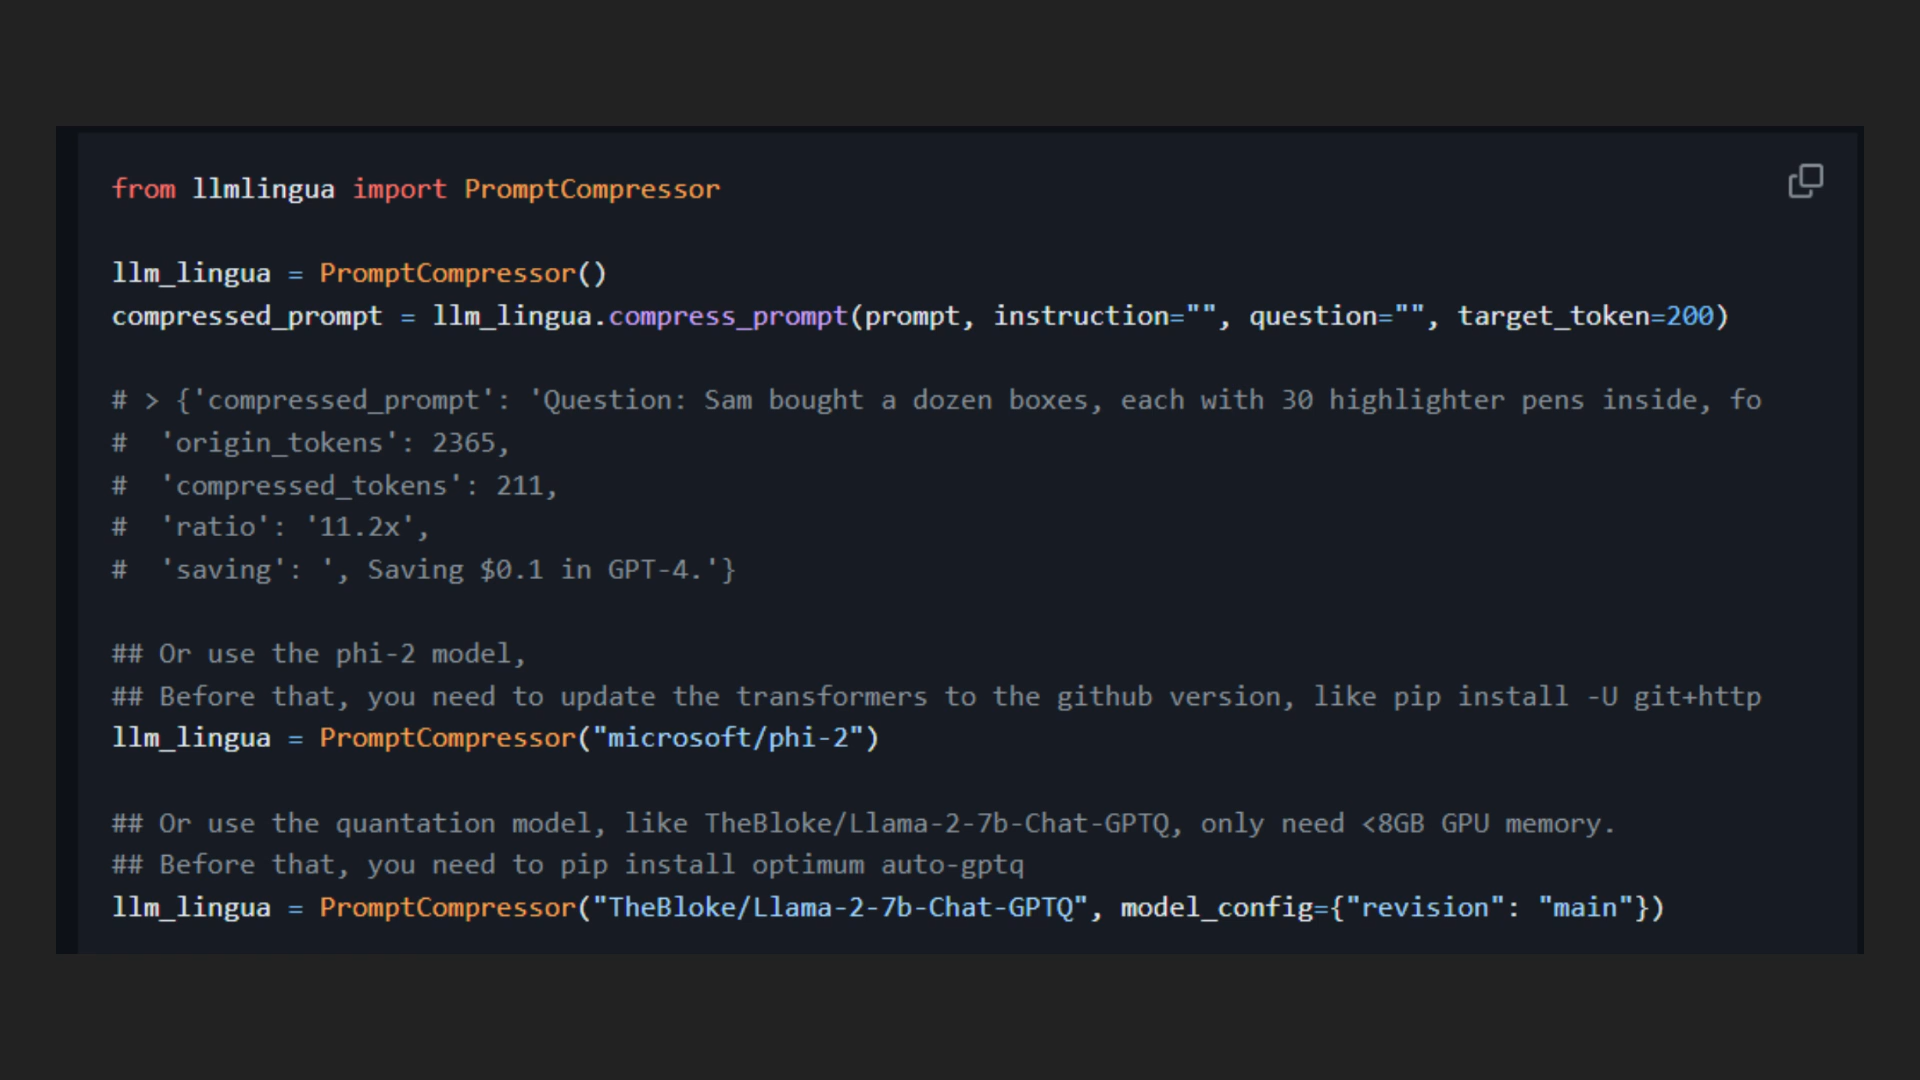 from llmlingua import PromptCompressor
llm_lingua = PromptCompressor()
compressed_prompt = llm_lingua.compress_prompt(prompt, instruction="", question="", target_token=200)
# > {'compressed_prompt': 'Question: Sam bought a dozen boxes, each with 30 highlighter pens inside, fo
#  'origin_tokens': 2365,
#  'compressed_tokens': 211,
#  'ratio': '11.2x',
#  'saving': ', Saving $0.1 in GPT-4.'}
## Or use the phi-2 model,
## Before that, you need to update the transformers to the github version, like pip install -U git+http
llm_lingua = PromptCompressor("microsoft/phi-2")
## Or use the quantation model, like TheBloke/Llama-2-7b-Chat-GPTQ, only need <8GB GPU memory.
## Before that, you need to pip install optimum auto-gptq
llm_lingua = PromptCompressor("TheBloke/Llama-2-7b-Chat-GPTQ", model_config={"revision": "main"})